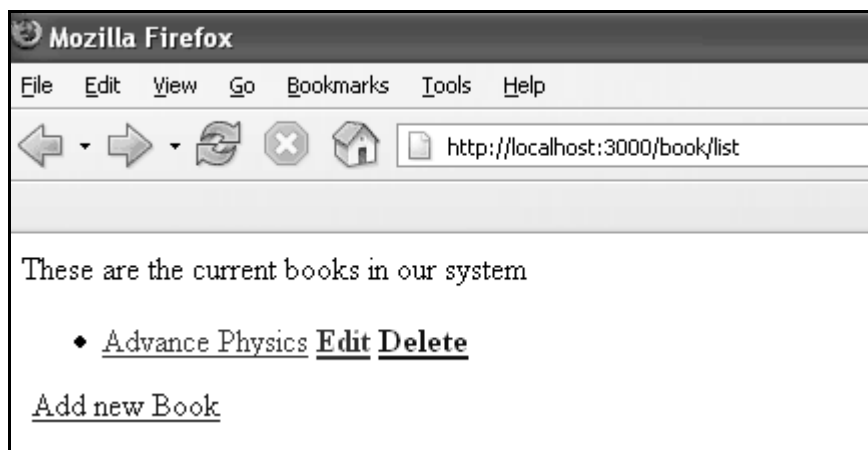 Mozilla Firefox
File Edit View Go Bookmarks Tools Help
http://localhost:3000/book/list
These are the current books in our system
• Advance Physics Edit Delete
Add new Book